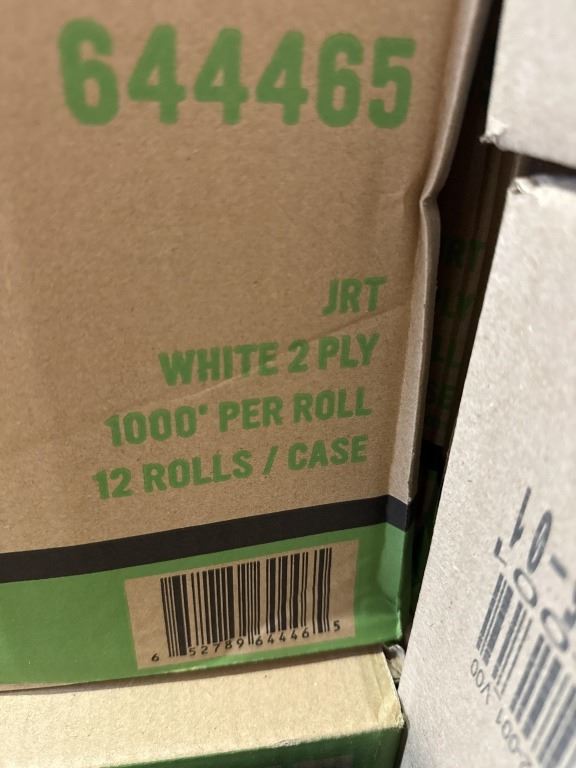 644465
JRT
WHITE 2 PLY
1000' PER ROLL
12 ROLLS / CASE
6 52789 64446 5